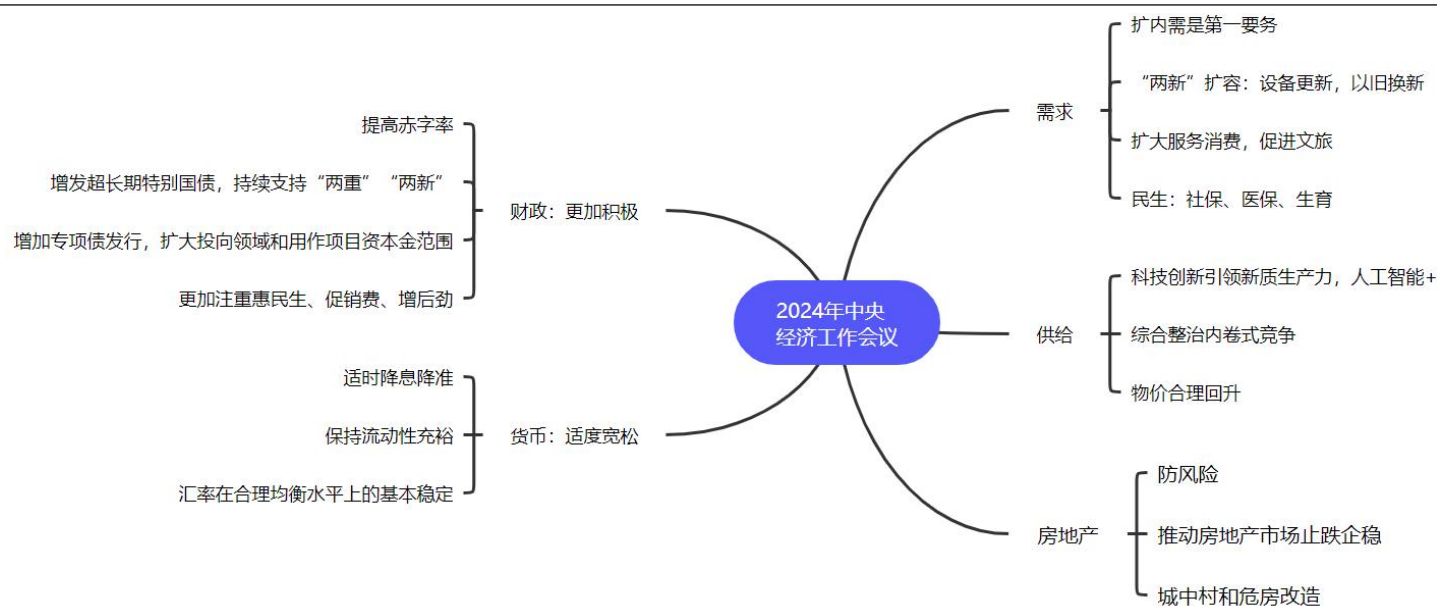 2024年中央
经济工作会议
财政：更加积极
提高赤字率
增发超长期特别国债，持续支持“两重”“两新”
增加专项债发行，扩大投向领域和用作项目资本金范围
更加注重惠民生、促销费、增后劲
货币：适度宽松
适时降息降准
保持流动性充裕
汇率在合理均衡水平上的基本稳定
需求
扩内需是第一要务
“两新”扩容：设备更新，以旧换新
扩大服务消费，促进文旅
民生：社保、医保、生育
供给
科技创新引领新质生产力，人工智能+
综合整治内卷式竞争
物价合理回升
房地产
防风险
推动房地产市场止跌企稳
城中村和危房改造